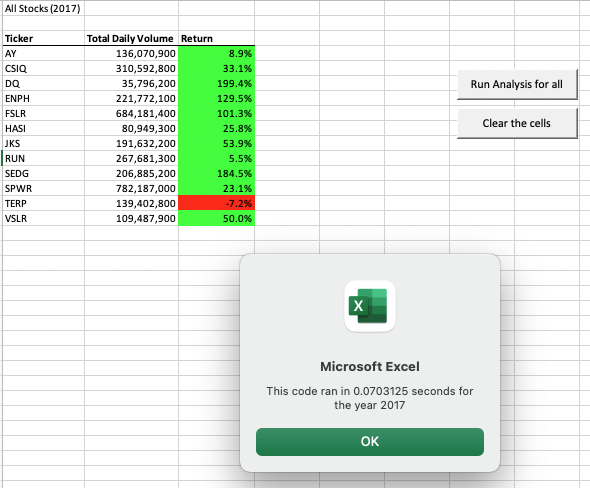 All Stocks (2017)
Ticker Total Daily Volume Return
AY 136,070,900 8.9%
CSIQ 310,592,800 33.1%
DQ 35,796,200 199.4%
ENPH 221,772,100 129.5%
FSLR 684,181,400 101.3%
HASI 80,949,300 25.8%
JKS 191,632,200 53.9%
RUN 267,681,300 5.5%
SEDG 206,885,200 184.5%
SPWR 782,187,000 23.1%
TERP 139,402,800 -7.2%
VSLR 109,487,900 50.0%
Run Analysis for all
Clear the cells
X
Microsoft Excel
This code ran in 0.0703125 seconds for
the year 2017
OK